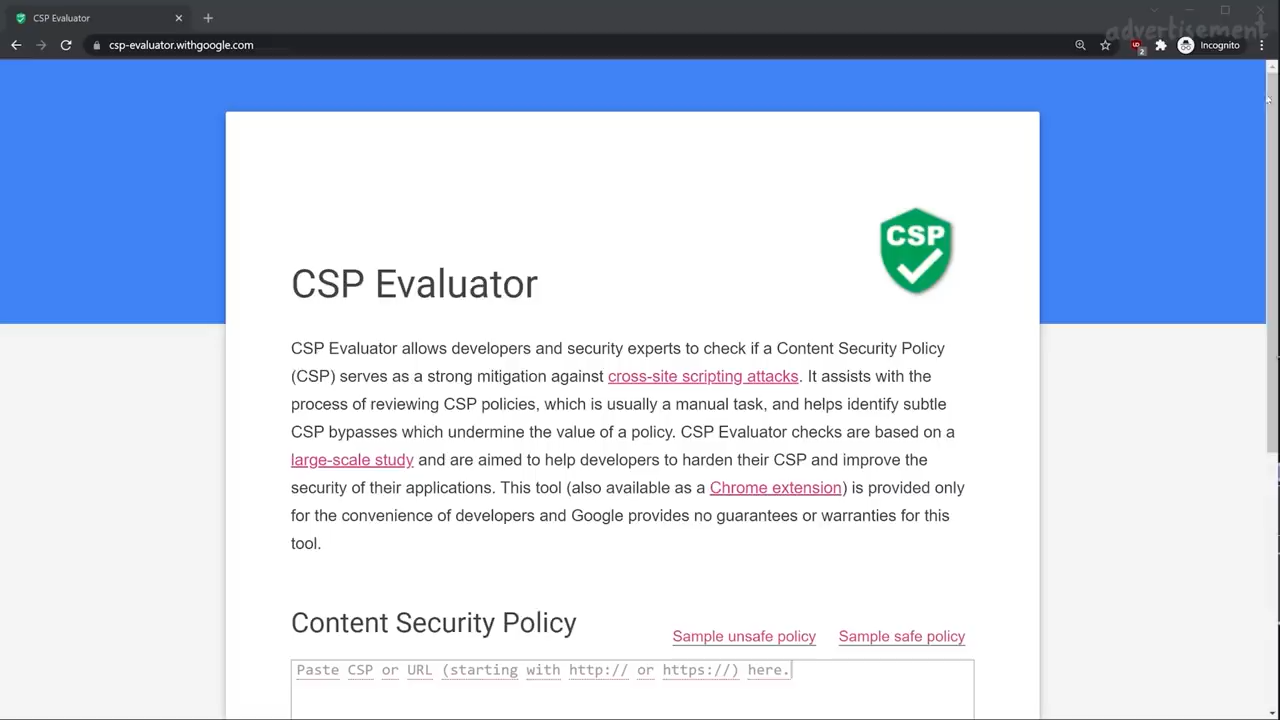 CSP Evaluator
advertisement
csp-evaluator.withgoogle.com
2
Incognito
CSP
CSP Evaluator
CSP Evaluator allows developers and security experts to check if a Content Security Policy
(CSP) serves as a strong mitigation against cross-site scripting attacks. It assists with the
process of reviewing CSP policies, which is usually a manual task, and helps identify subtle
CSP bypasses which undermine the value of a policy. CSP Evaluator checks are based on a
large-scale study and are aimed to help developers to harden their CSP and improve the
security of their applications. This tool (also available as a Chrome extension) is provided only
for the convenience of developers and Google provides no guarantees or warranties for this
tool.
Content Security Policy
Sample unsafe policy
Sample safe policy
Paste CSP or URL (starting with http:// or https://) here.